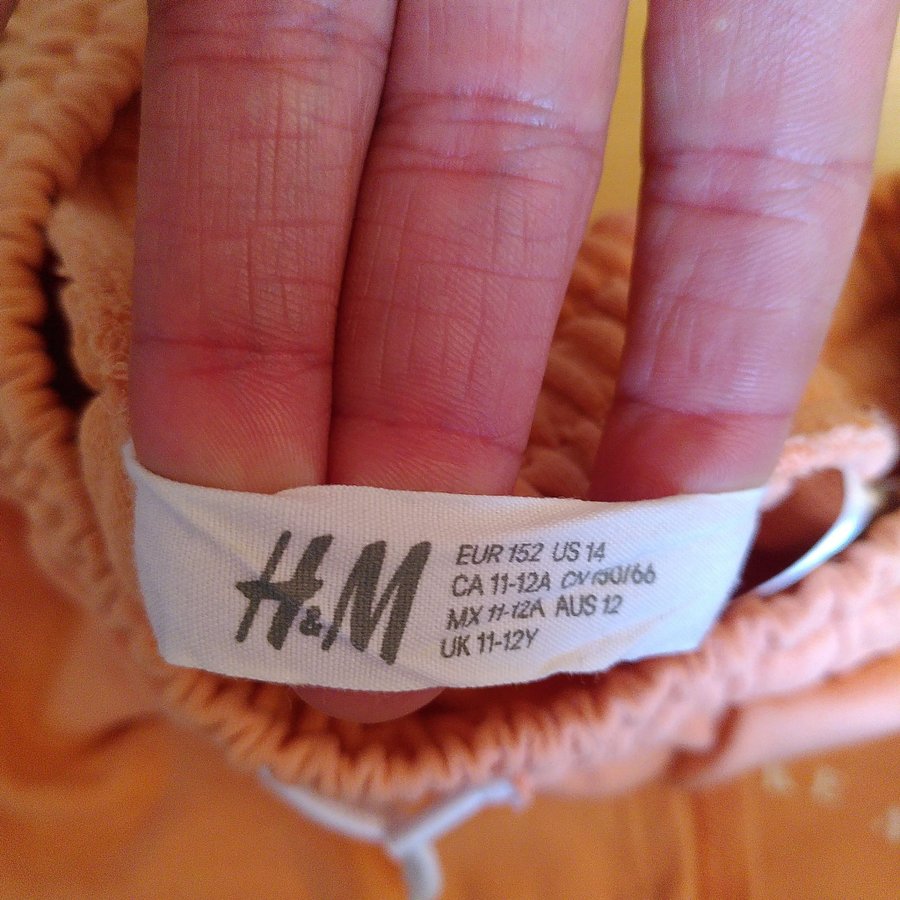 H&M
EUR 152 US 14
CA 11-12A CN 150/66
MX 11-12A AUS 12
UK 11-12Y